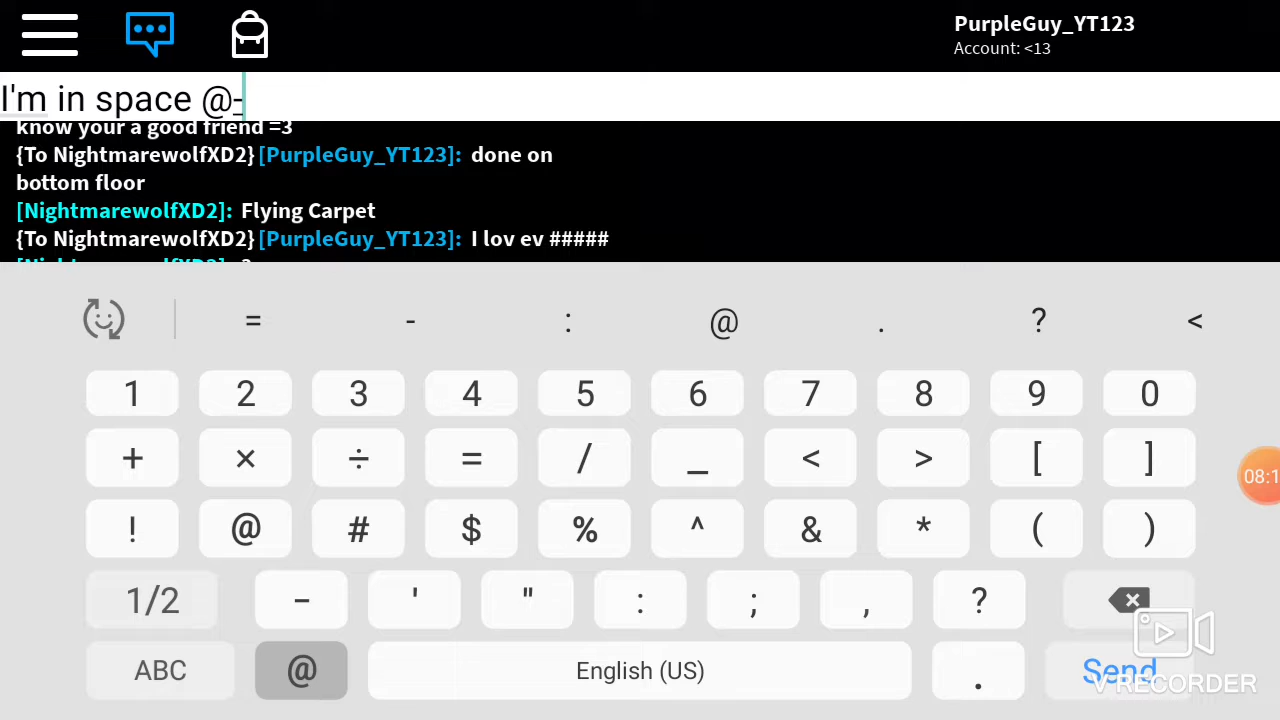 PurpleGuy_YT123
Account: <13
I'm in space @-
know your a good friend =3
{To NightmarewolfXD2} [PurpleGuy_YT123]: done on
bottom floor
[NightmarewolfXD2]: Flying Carpet
{To NightmarewolfXD2} [PurpleGuy_YT123]: I lov ev #####
= - : @ . ? <
1 2 3 4 5 6 7 8 9 0
+ × ÷ = / _ < > [ ]
! @ # $ % ^ & * ( )
1/2 - ' " : ; , ?
ABC @ English (US) . Send
08:1
V RECORDER